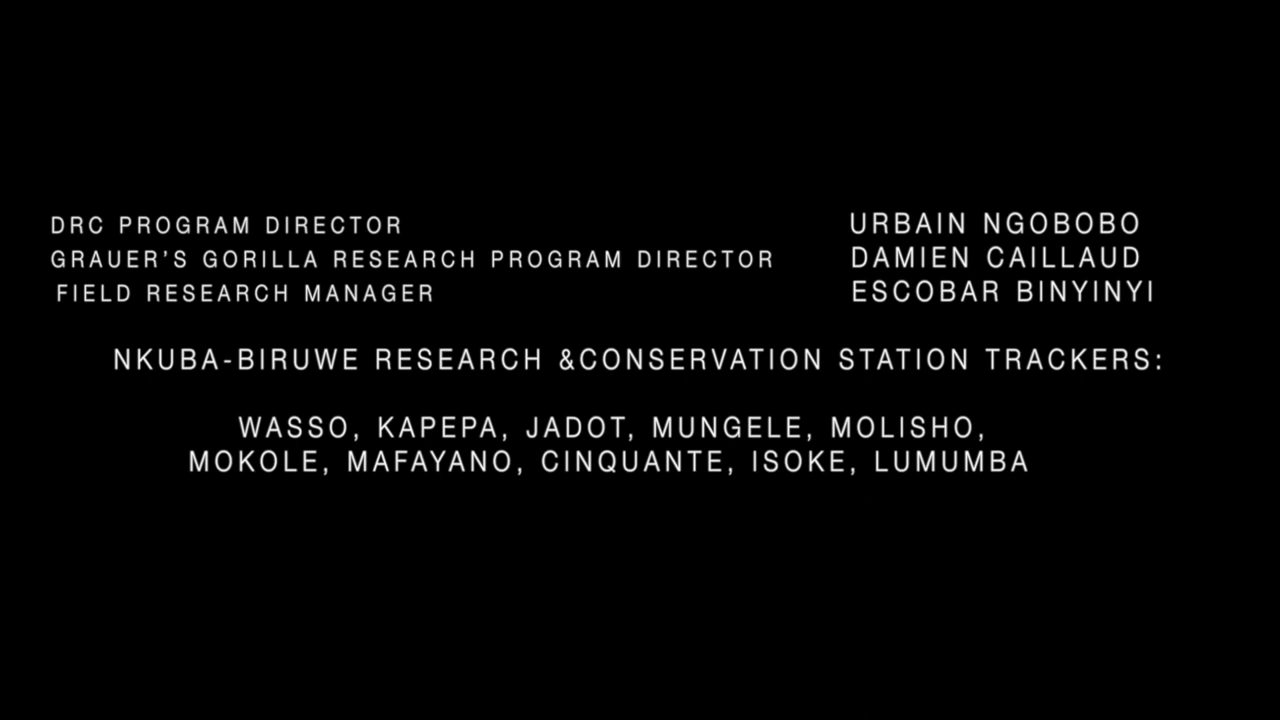 DRC PROGRAM DIRECTOR URBAIN NGOBOBO
GRAUER’S GORILLA RESEARCH PROGRAM DIRECTOR DAMIEN CAILLAUD
FIELD RESEARCH MANAGER ESCOBAR BINYINYI
NKUBA-BIRUWE RESEARCH &CONSERVATION STATION TRACKERS:
WASSO, KAPEPA, JADOT, MUNGELE, MOLISHO,
MOKOLE, MAFAYANO, CINQUANTE, ISOKE, LUMUMBA